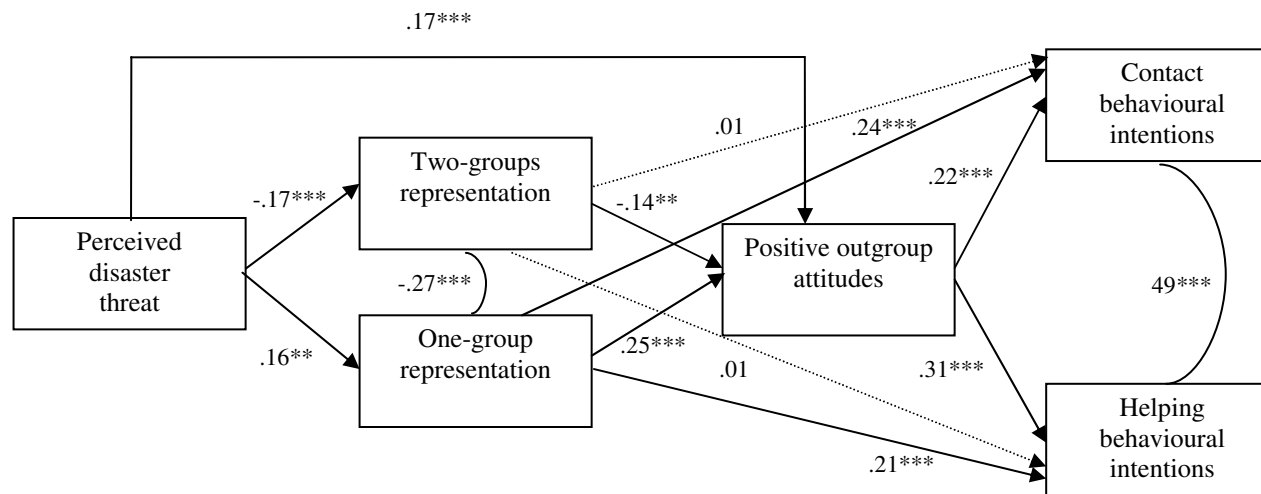 .17***
Contact
behavioural
intentions
.01
.24***
Two-groups
representation
.22***
-.17***
-.14**
Perceived
disaster
threat
Positive outgroup
attitudes
-.27***
49***
One-group
representation
.16**
.25***
.01
.31***
Helping
behavioural
intentions
.21***